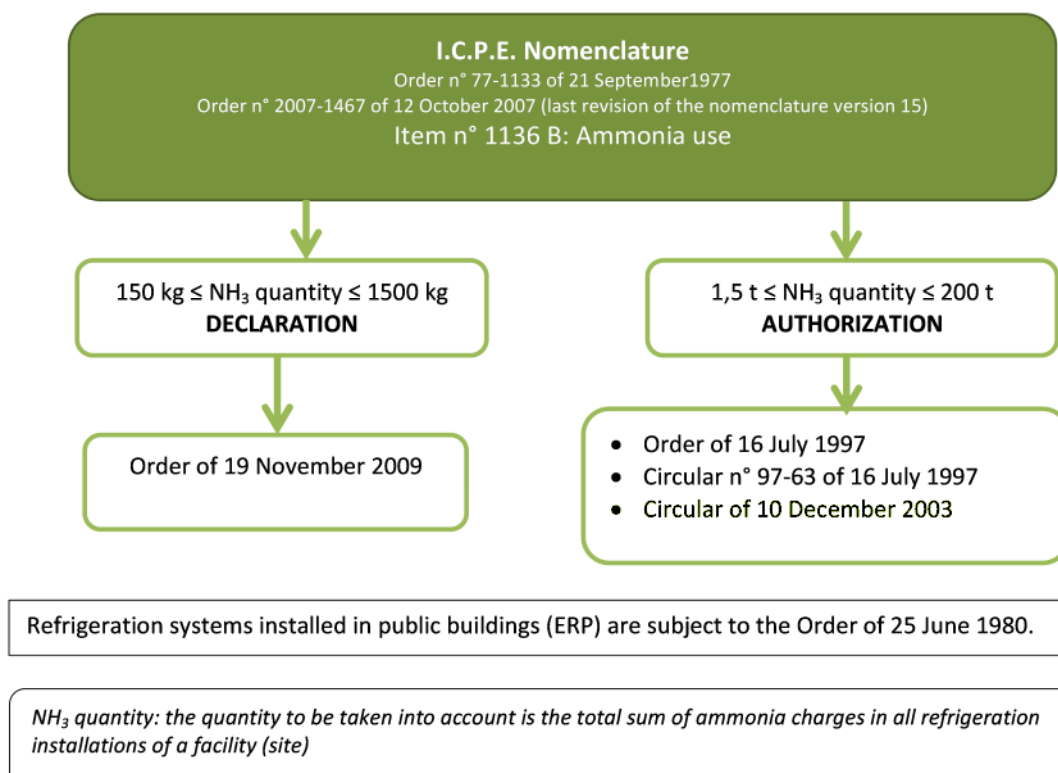 I.C.P.E. Nomenclature
Order n° 77-1133 of 21 September1977
Order n° 2007-1467 of 12 October 2007 (last revision of the nomenclature version 15)
Item n° 1136 B: Ammonia use
150 kg ≤ NH₃ quantity ≤ 1500 kg
DECLARATION
1,5 t ≤ NH₃ quantity ≤ 200 t
AUTHORIZATION
Order of 19 November 2009
• Order of 16 July 1997
• Circular n° 97-63 of 16 July 1997
• Circular of 10 December 2003
Refrigeration systems installed in public buildings (ERP) are subject to the Order of 25 June 1980.
NH₃ quantity: the quantity to be taken into account is the total sum of ammonia charges in all refrigeration
installations of a facility (site)